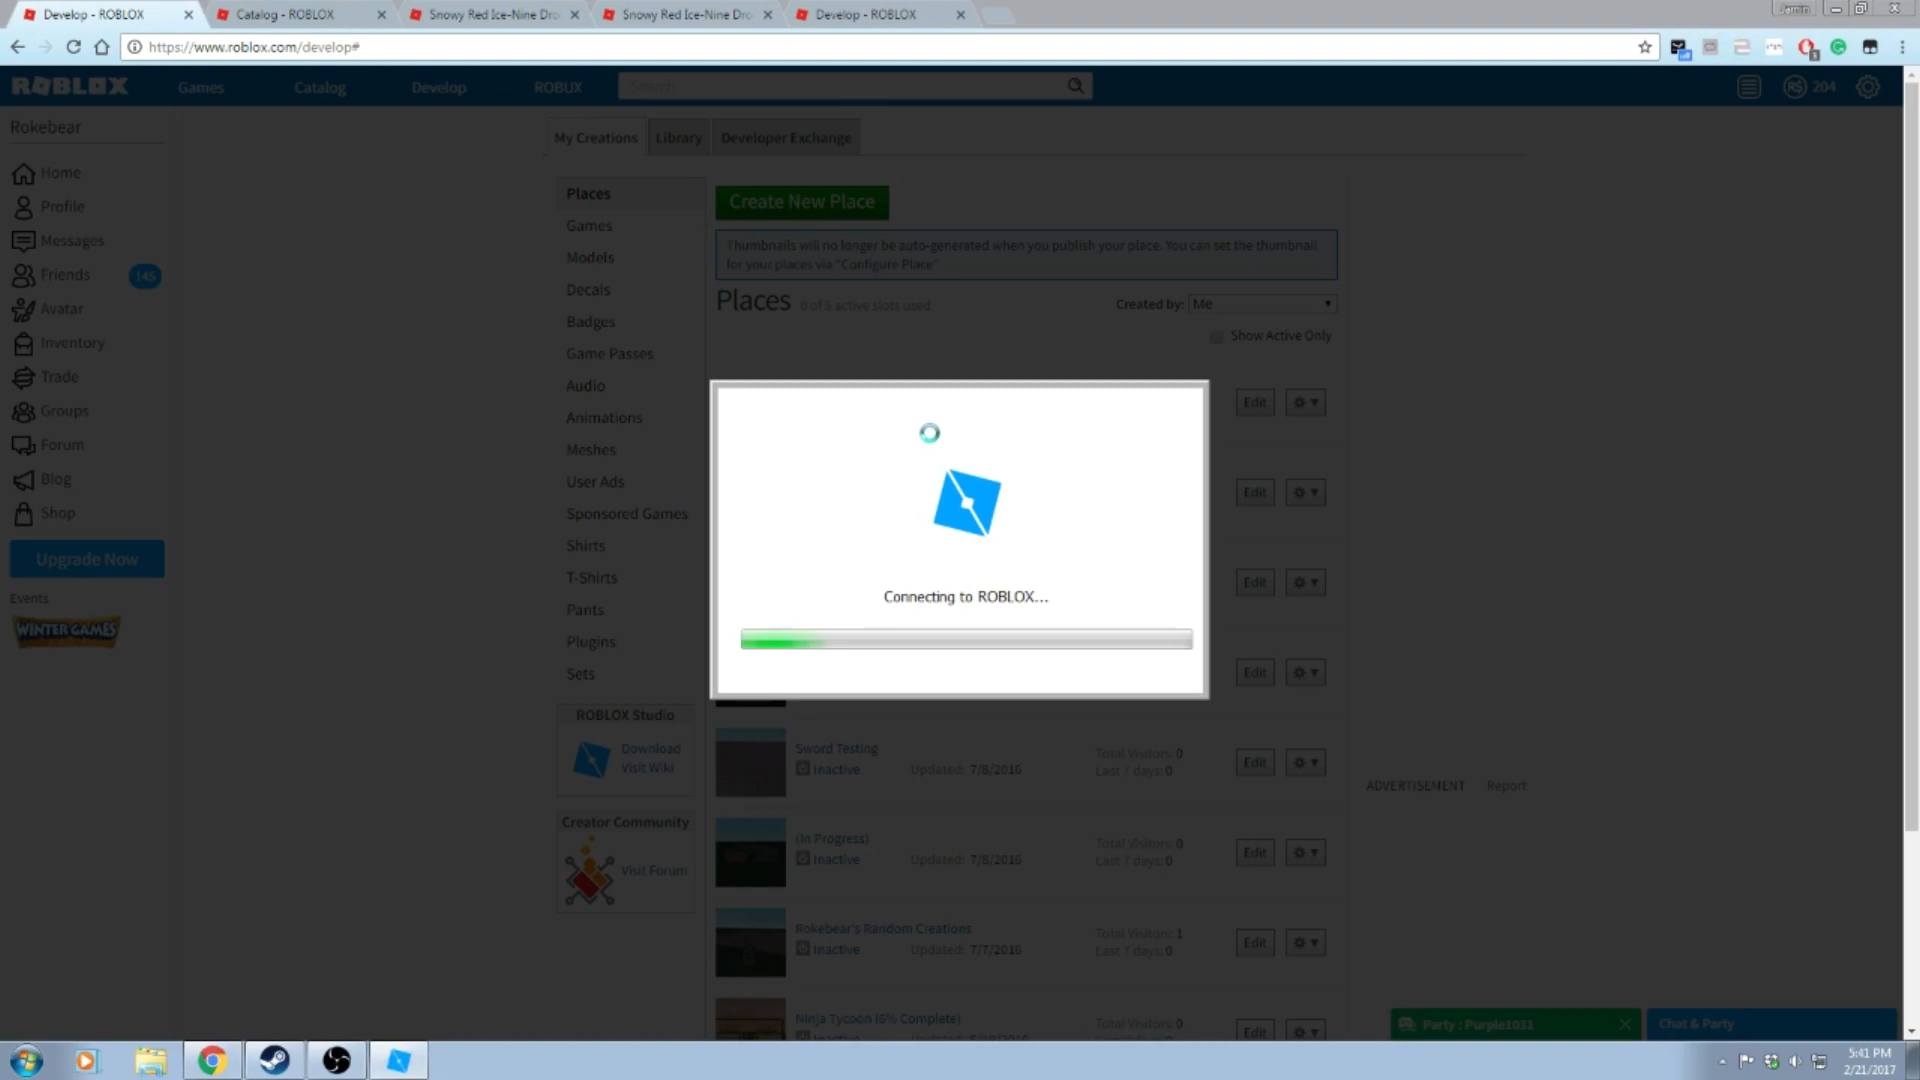 Develop - ROBLOX
Catalog - ROBLOX
Snowy Red Ice-Nine Dro
Snowy Red Ice-Nine Dro
Develop - ROBLOX
Jamin
https://www.roblox.com/develop#
ROBLOX
Games
Catalog
Develop
ROBUX
Search
R$ 204
Rokebear
Home
Profile
Messages
Friends 145
Avatar
Inventory
Trade
Groups
Forum
Blog
Shop
Upgrade Now
Events
WINTER GAMES
My Creations
Library
Developer Exchange
Places
Games
Models
Decals
Badges
Game Passes
Audio
Animations
Meshes
User Ads
Sponsored Games
Shirts
T-Shirts
Pants
Plugins
Sets
ROBLOX Studio
Download
Visit Wiki
Creator Community
Visit Forum
Create New Place
Thumbnails will no longer be auto-generated when you publish your place. You can set the thumbnail
for your places via "Configure Place"
Places 0 of 5 active slots used
Created by: Me
Show Active Only
Edit
Edit
Edit
Edit
Connecting to ROBLOX...
Sword Testing
Inactive Updated: 7/8/2016
Total Visitors: 0
Last 7 days: 0
Edit
(In Progress)
Inactive Updated: 7/8/2016
Total Visitors: 0
Last 7 days: 0
Edit
Rokebear's Random Creations
Inactive Updated: 7/7/2016
Total Visitors: 1
Last 7 days: 0
Edit
Ninja Tycoon (6% Complete)
Total Visitors: 0
Edit
ADVERTISEMENT
Report
Party : Purple1031
Chat & Party
5:41 PM
2/21/2017